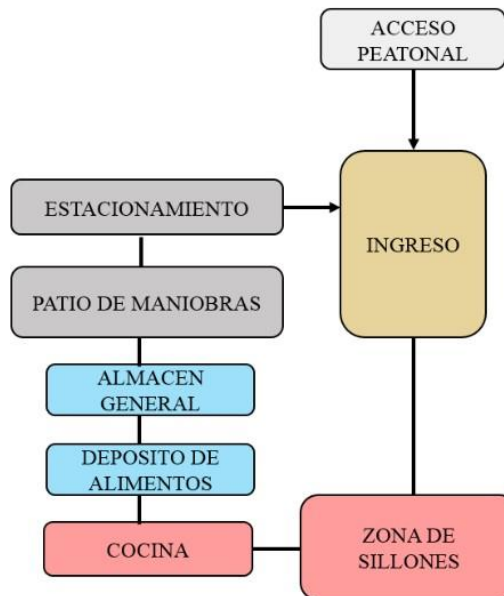 ACCESO
PEATONAL
ESTACIONAMIENTO
INGRESO
PATIO DE MANIOBRAS
ALMACEN
GENERAL
DEPOSITO DE
ALIMENTOS
COCINA
ZONA DE
SILLONES